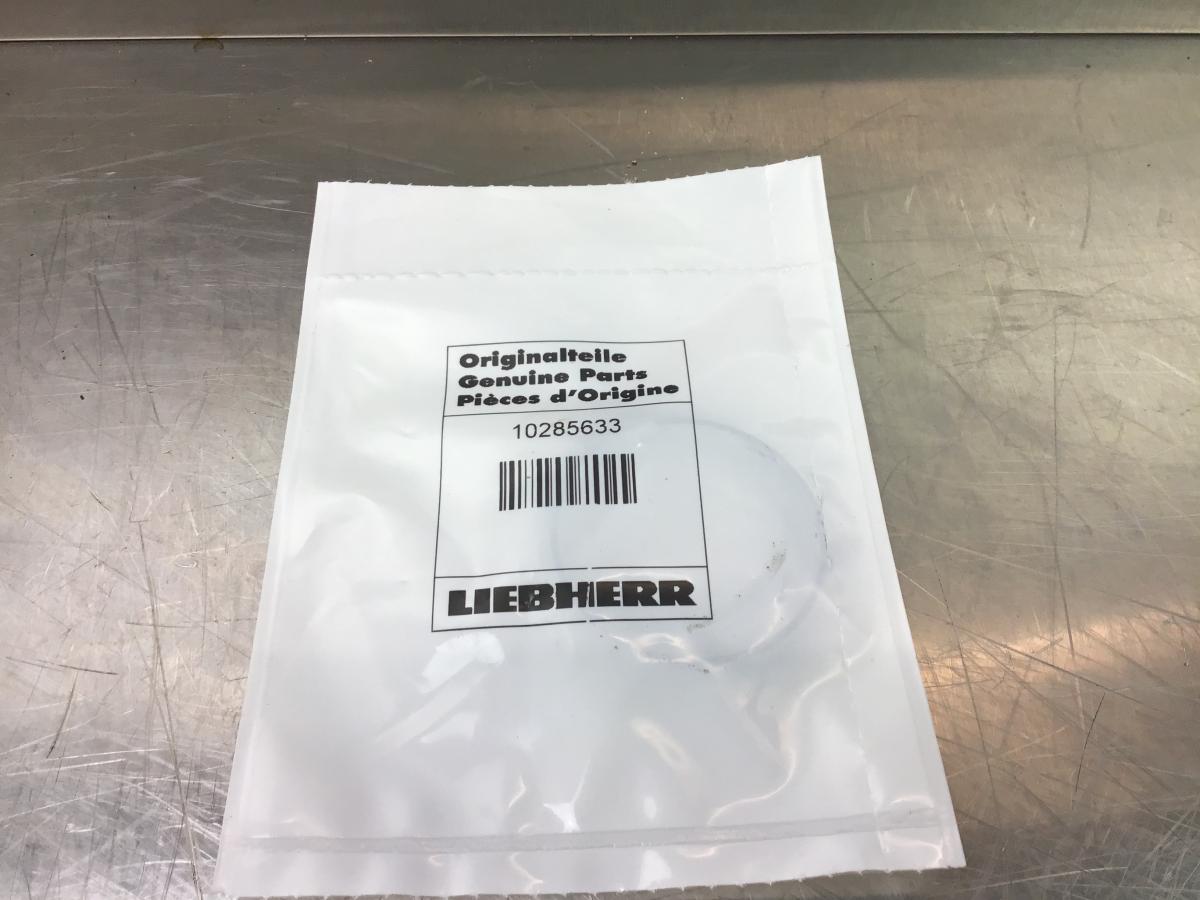 Originalteile
Genuine Parts
Pièces d'Origine
10285633
LIEBHERR